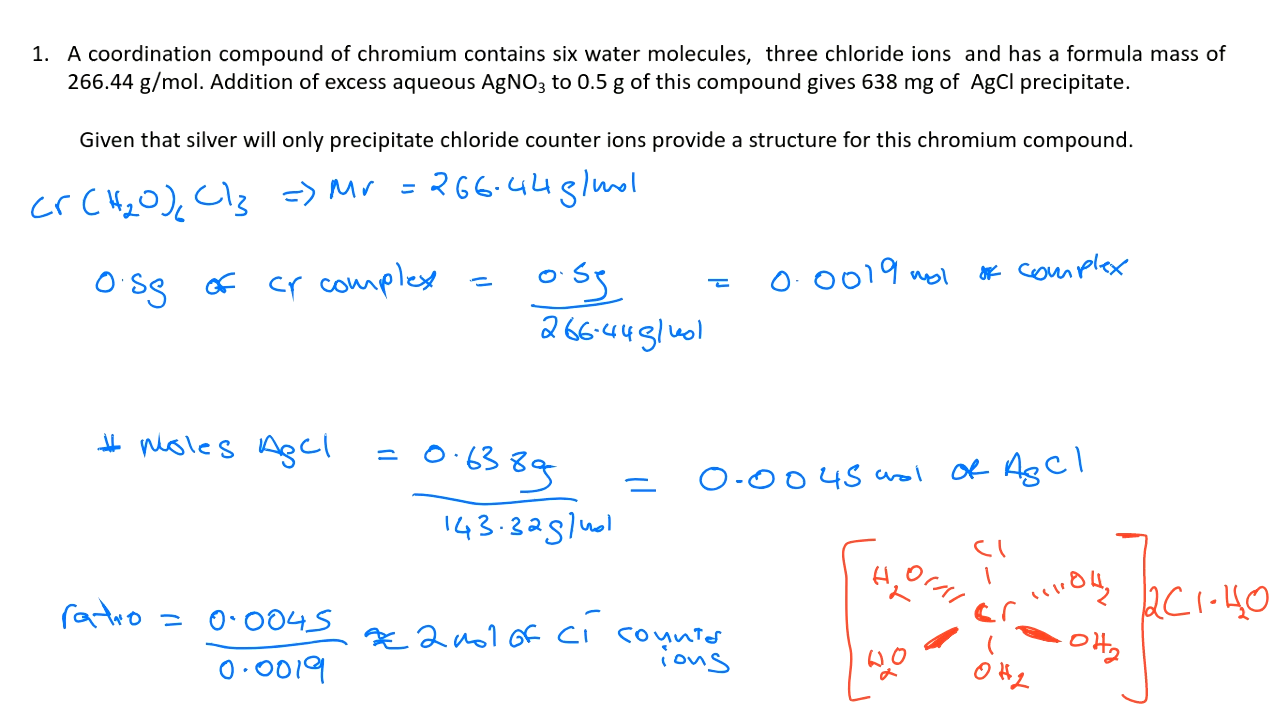 1. A coordination compound of chromium contains six water molecules, three chloride ions and has a formula mass of
266.44 g/mol. Addition of excess aqueous AgNO₃ to 0.5 g of this compound gives 638 mg of AgCl precipitate.
Given that silver will only precipitate chloride counter ions provide a structure for this chromium compound.
Cr(H₂O)₆Cl₃ => Mr = 266.44g/mol
0.5g of Cr complex = 0.5g / 266.44g/mol = 0.0019 mol of complex
# Moles AgCl = 0.638g / 143.32g/mol = 0.0045 mol of AgCl
ratio = 0.0045 / 0.0019 ≈ 2 mol of Cl⁻ counter ions
Cl
H₂O Cr OH₂
H₂O OH₂ OH₂
2Cl·H₂O